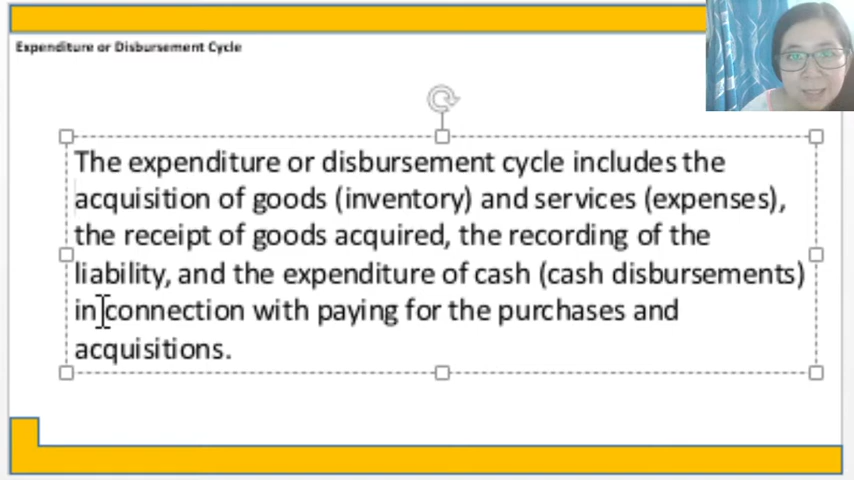 Expenditure or Disbursement Cycle
The expenditure or disbursement cycle includes the
acquisition of goods (inventory) and services (expenses),
the receipt of goods acquired, the recording of the
liability, and the expenditure of cash (cash disbursements)
in connection with paying for the purchases and
acquisitions.